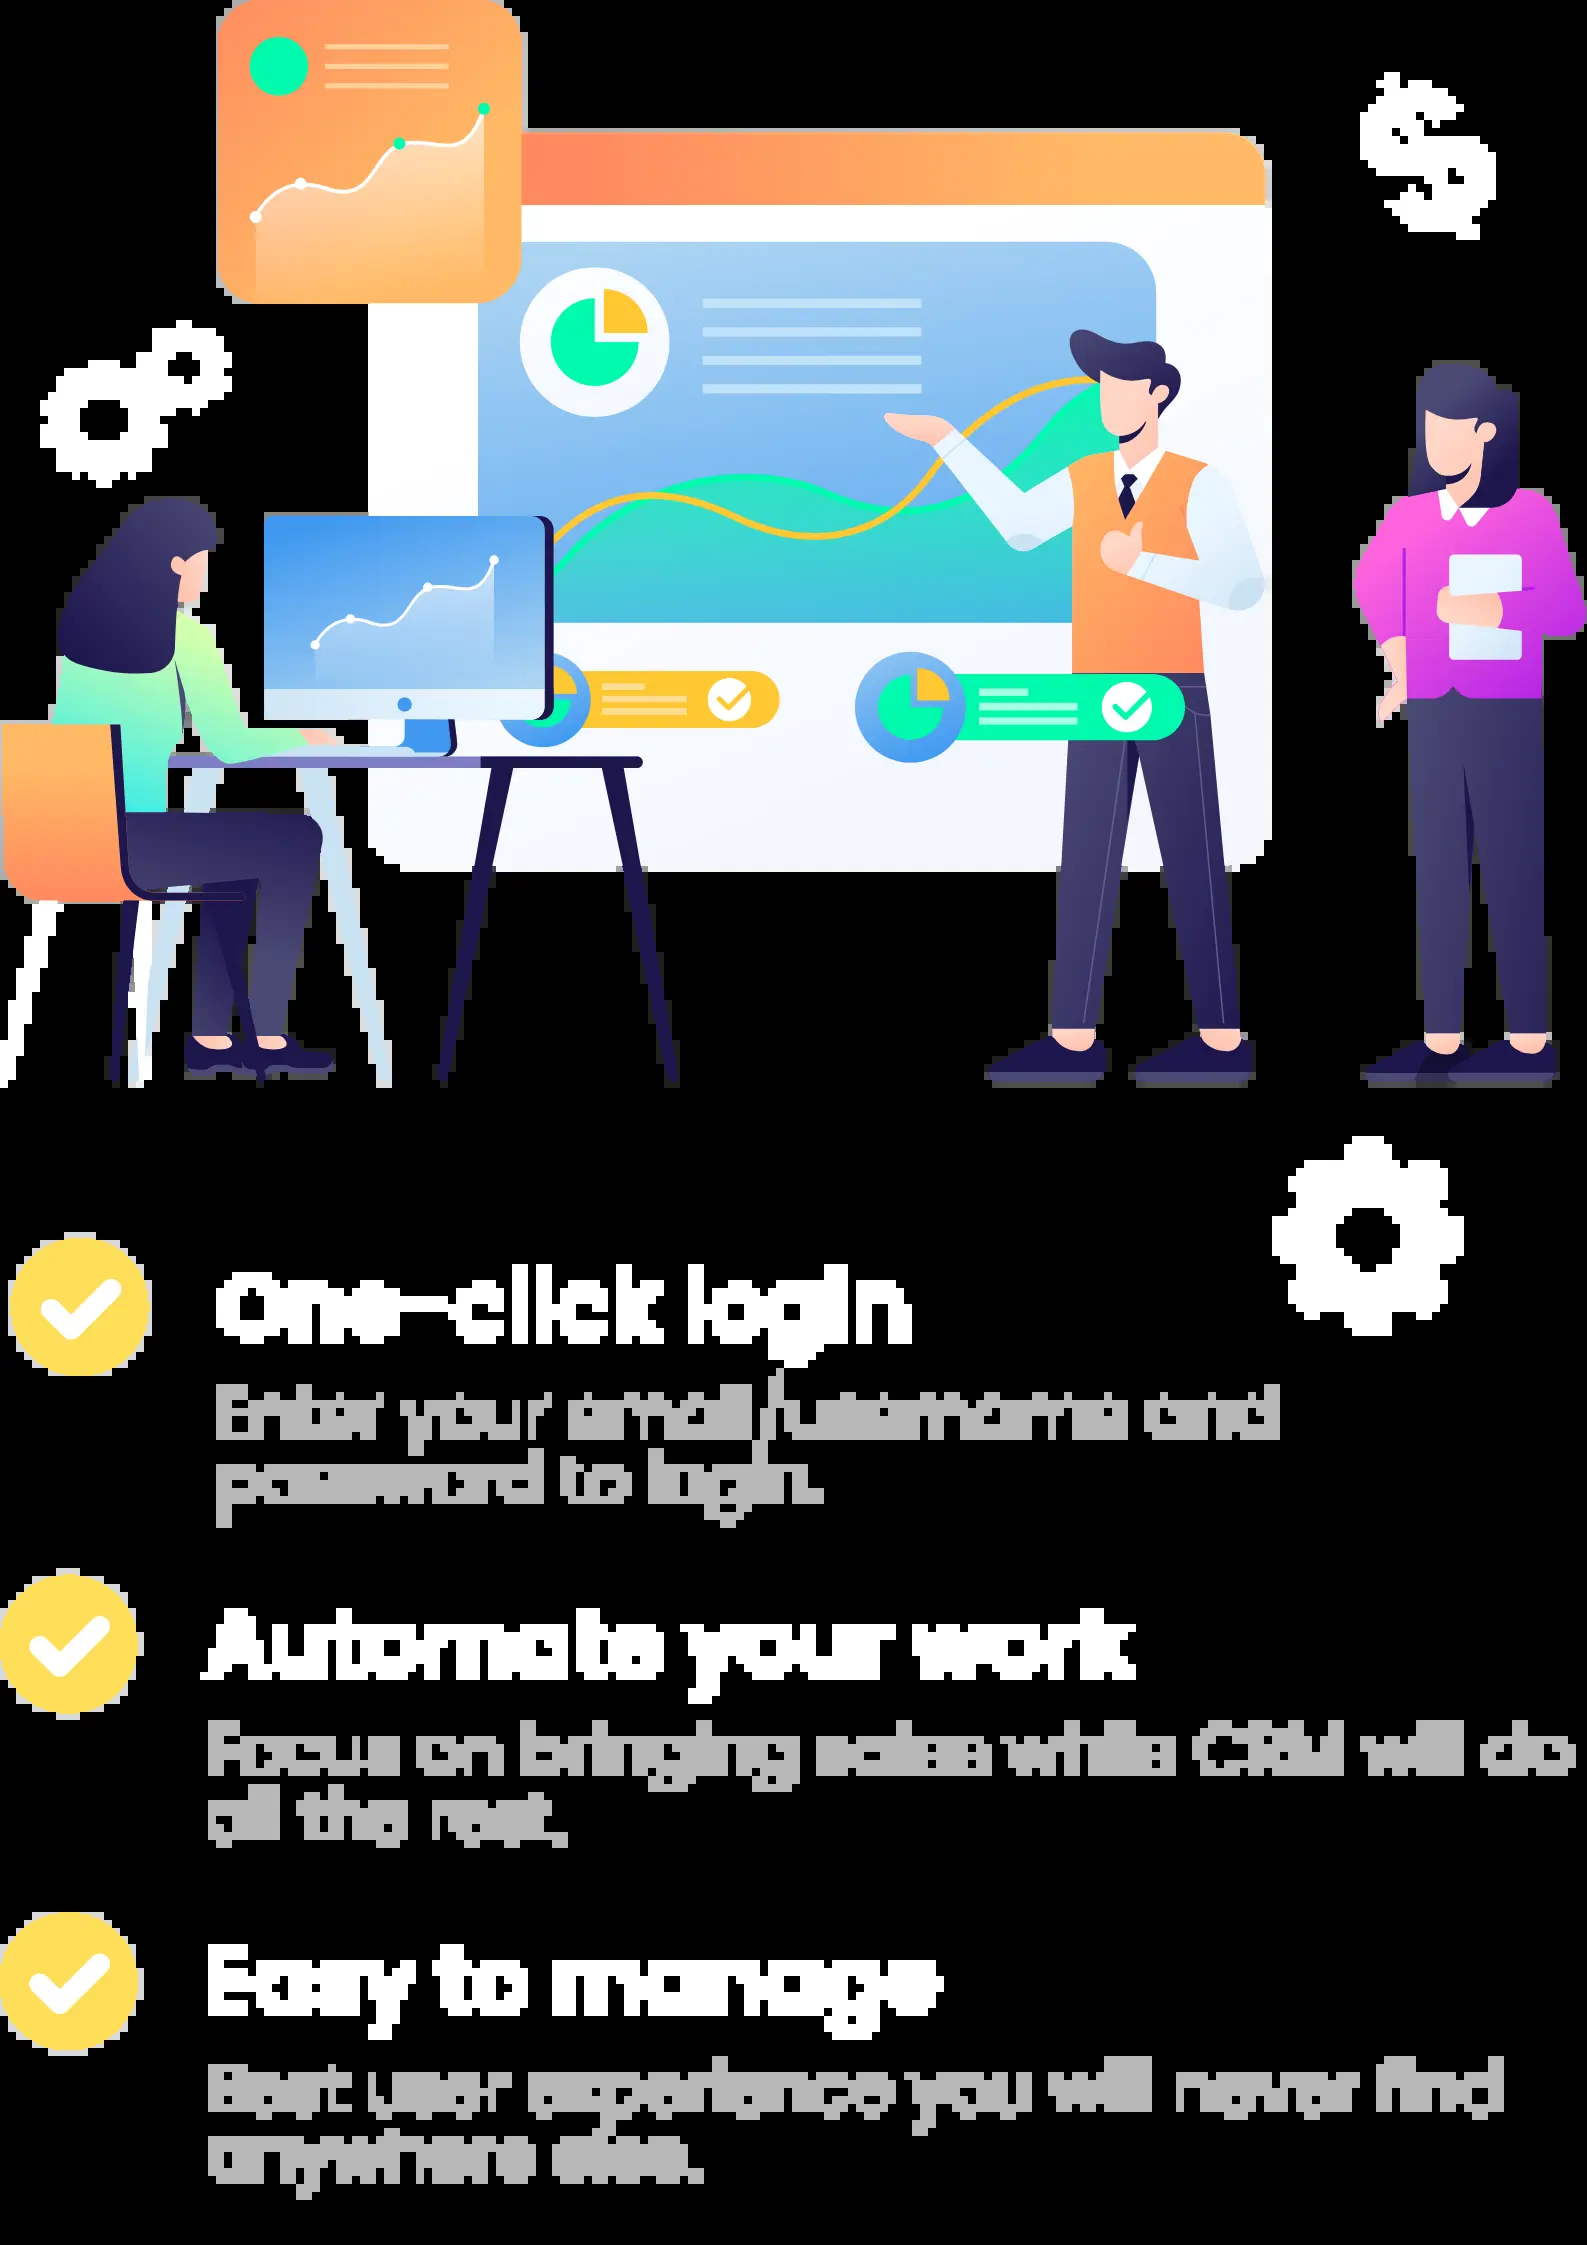 $
One-click login
Enter your email/username and
password to login.
Automate your work
Focus on bringing sales while CRM will do
all the rest.
Easy to manage
Best user experience you will never find
anywhere else.